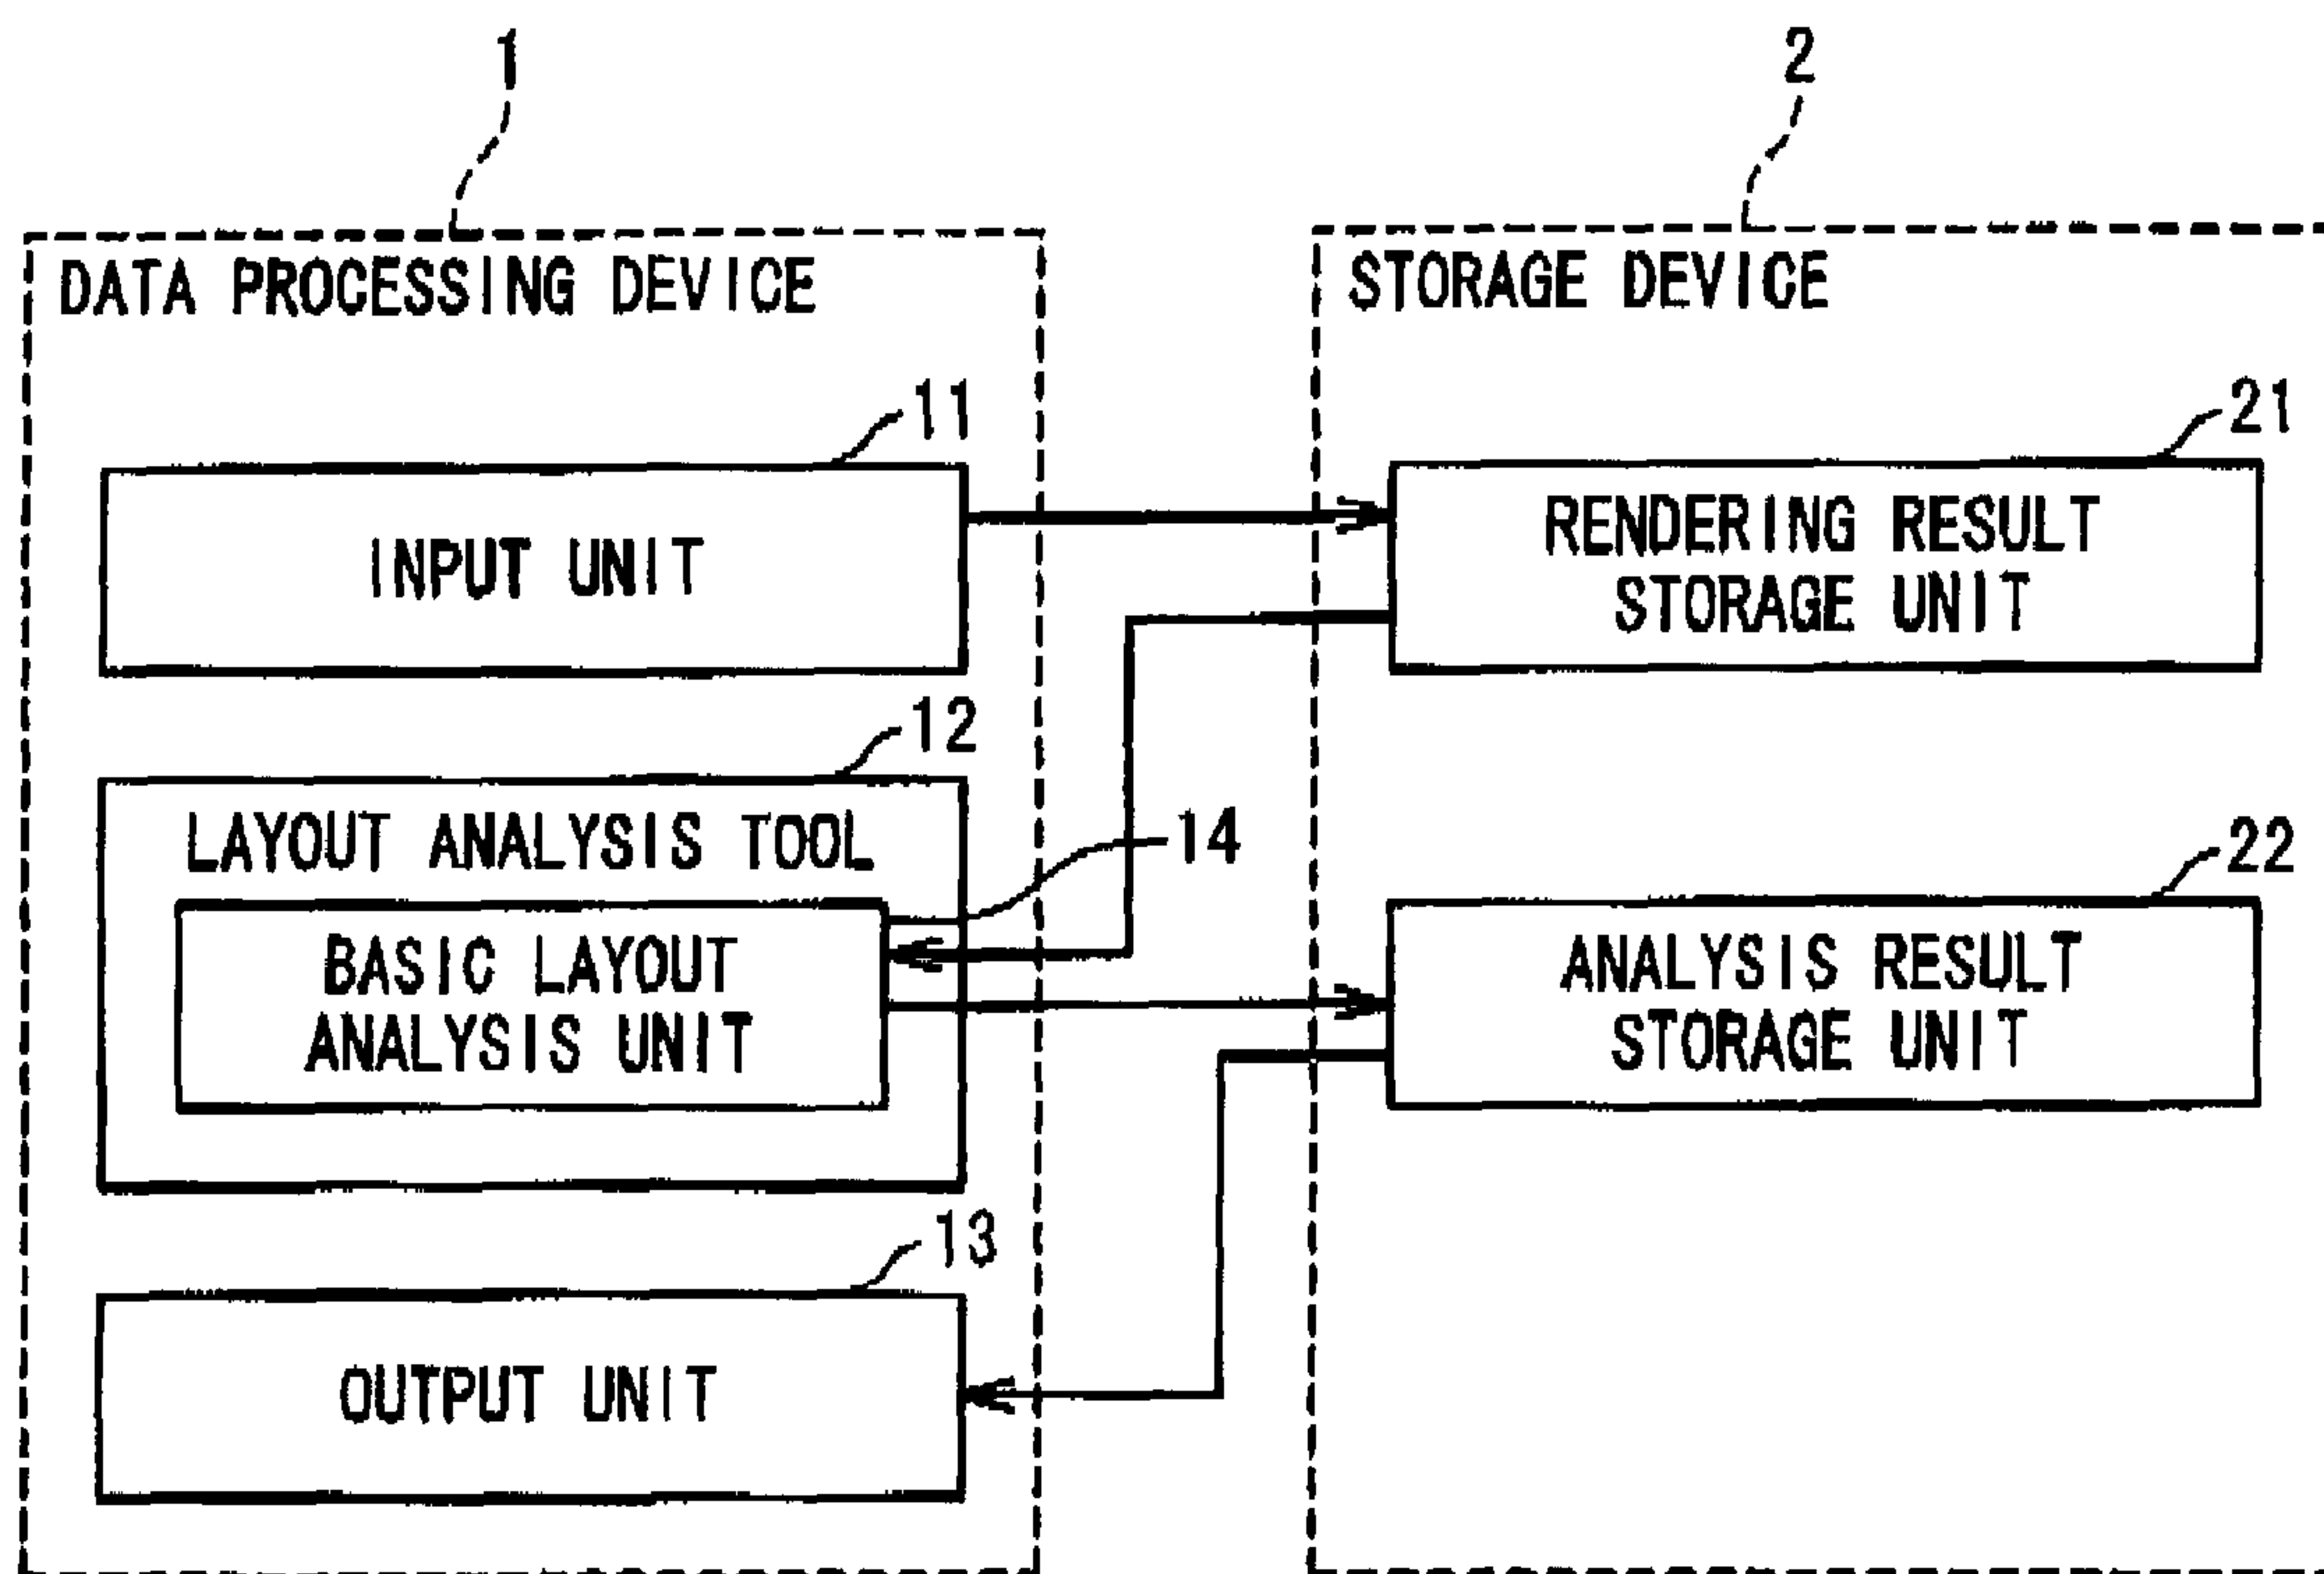 1
2
DATA PROCESSING DEVICE
STORAGE DEVICE
11
INPUT UNIT
21
RENDERING RESULT
STORAGE UNIT
12
LAYOUT ANALYSIS TOOL
14
BASIC LAYOUT
ANALYSIS UNIT
22
ANALYSIS RESULT
STORAGE UNIT
13
OUTPUT UNIT